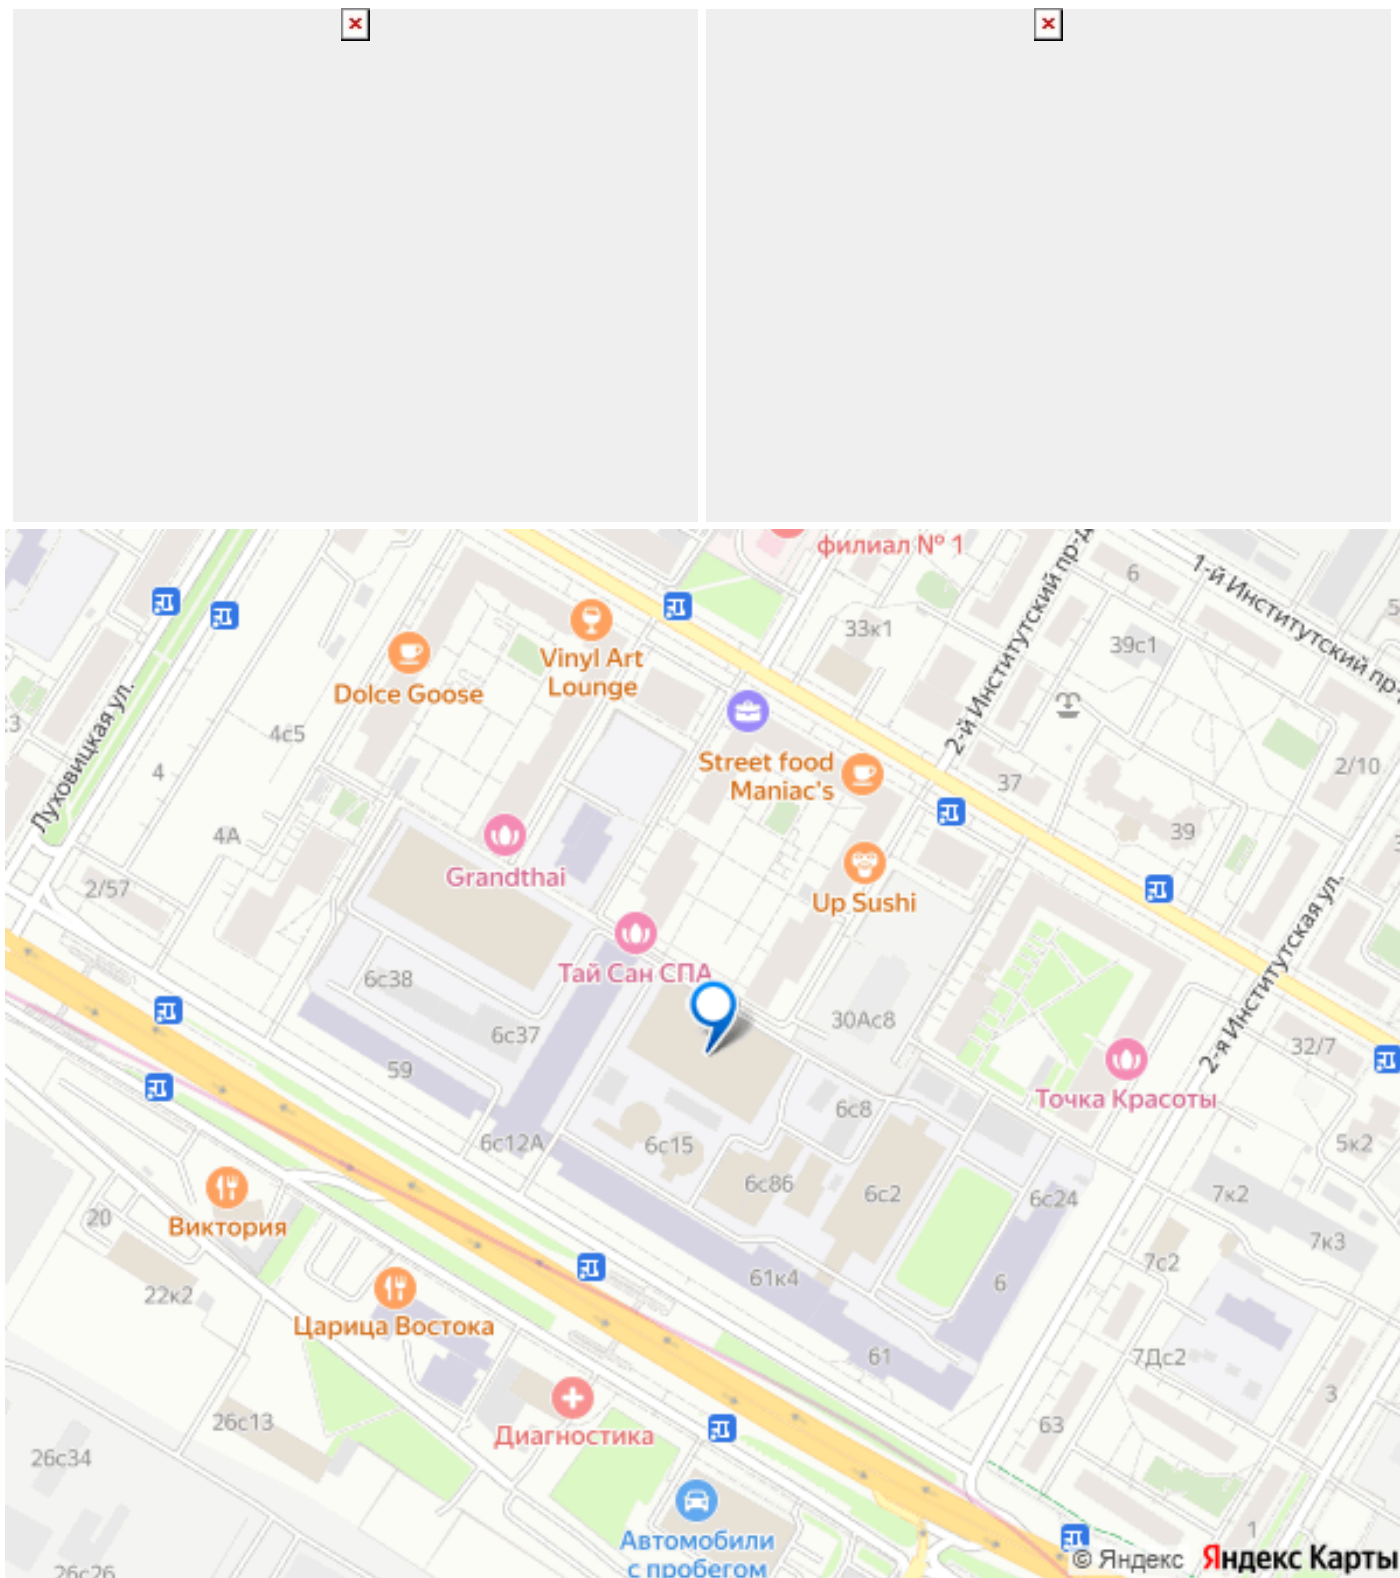 филиал № 1
6
1-й Институтский пр-
2-й Институтский пр-д
33к1
39с1
Vinyl Art
Lounge
Dolce Goose
4с5
Луховицкая ул.
4
Street food
Maniac's
37
2/10
39
4А
Grandthai
2/57
Up Sushi
2-я Институтская ул.
Тай Сан СПА
6с38
6с37
30Ас8
32/7
59
Точка Красоты
6с8
6с12А
6с15
5к2
6с86
6с2
6с24
7к2
20
Виктория
7к3
7с2
61к4
6
22к2
Царица Востока
61
7Дс2
3
26с13
Диагностика
63
26с34
1
Автомобили
с пробегом
26с26
© Яндекс Яндекс Карты